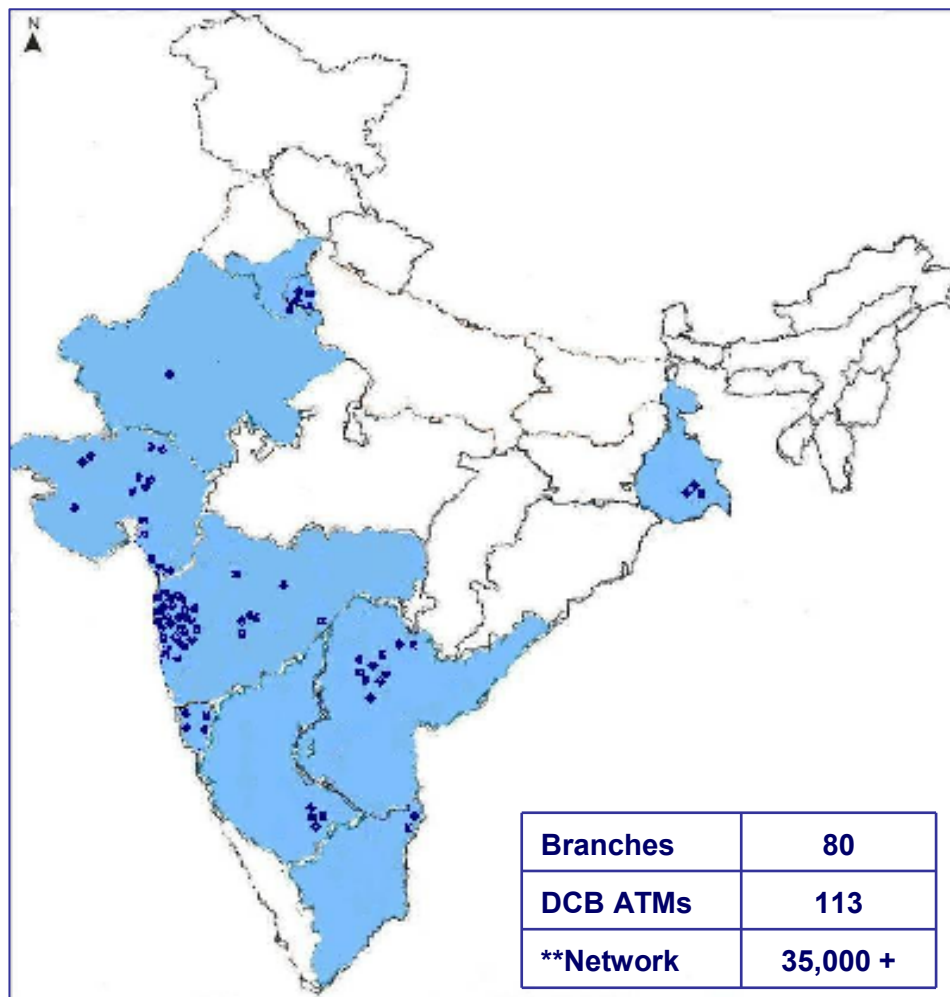 N
Branches 80
DCB ATMs 113
**Network 35,000 +